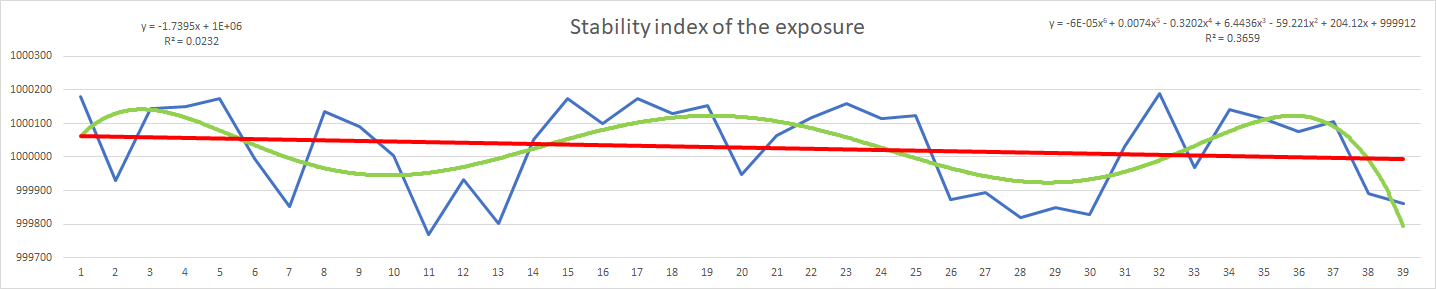 Stability index of the exposure
y = -1.7395x + 1E+06
R² = 0.0232
y = -6E-05x⁶ + 0.0074x⁵ - 0.3202x⁴ + 6.4436x³ - 59.221x² + 204.12x + 999912
R² = 0.3659
1000300
1000200
1000100
1000000
999900
999800
999700
1 2 3 4 5 6 7 8 9 10 11 12 13 14 15 16 17 18 19 20 21 22 23 24 25 26 27 28 29 30 31 32 33 34 35 36 37 38 39